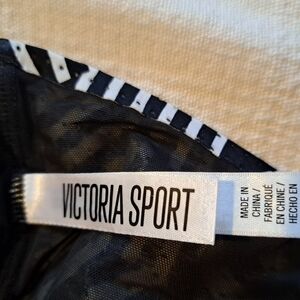 VICTORIA SPORT
MADE IN
CHINA /
FABRIQUÉ
EN CHINE /
HECHO EN